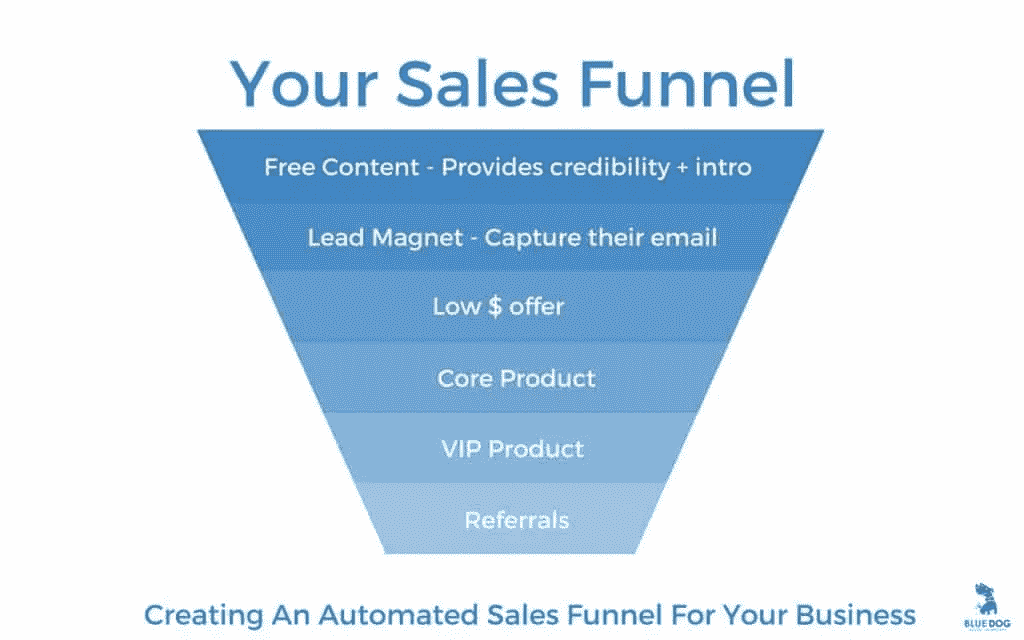 Your Sales Funnel
Free Content - Provides credibility + intro
Lead Magnet - Capture their email
Low $ offer
Core Product
VIP Product
Referrals
Creating An Automated Sales Funnel For Your Business
BLUE DOG